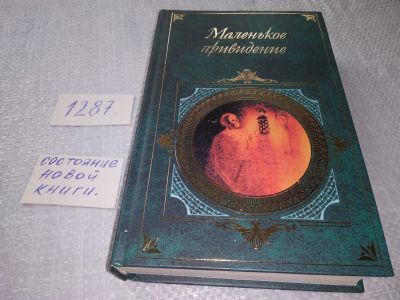 Маленькое
привидение
1287.
состояние
новой
книги.